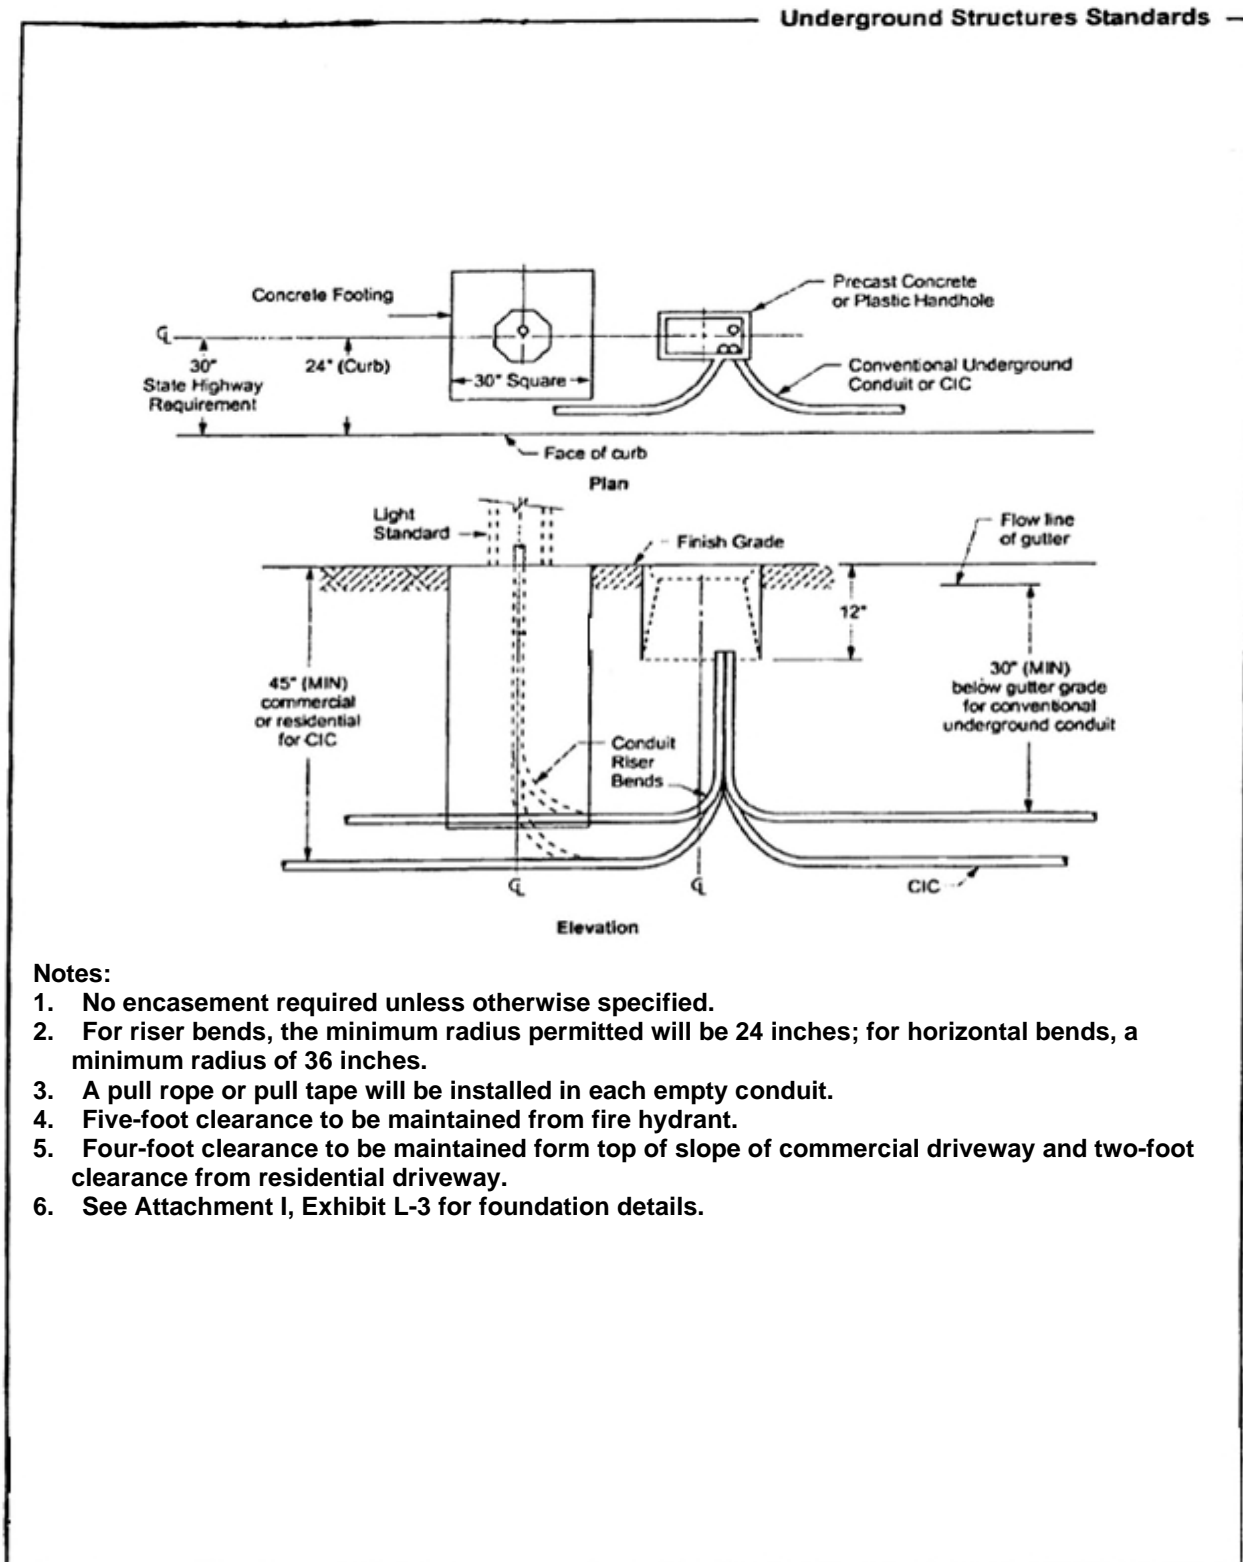 Underground Structures Standards
Concrete Footing
Precast Concrete
or Plastic Handhole
℄
30"
State Highway
Requirement
24" (Curb)
30" Square
Conventional Underground
Conduit or CIC
Face of curb
Plan
Light
Standard
Finish Grade
Flow line
of gutter
12"
45" (MIN)
commercial
or residential
for CIC
30" (MIN)
below gutter grade
for conventional
underground conduit
Conduit
Riser
Bends
℄
℄
CIC
Elevation
Notes:
1. No encasement required unless otherwise specified.
2. For riser bends, the minimum radius permitted will be 24 inches; for horizontal bends, a
minimum radius of 36 inches.
3. A pull rope or pull tape will be installed in each empty conduit.
4. Five-foot clearance to be maintained from fire hydrant.
5. Four-foot clearance to be maintained form top of slope of commercial driveway and two-foot
clearance from residential driveway.
6. See Attachment I, Exhibit L-3 for foundation details.